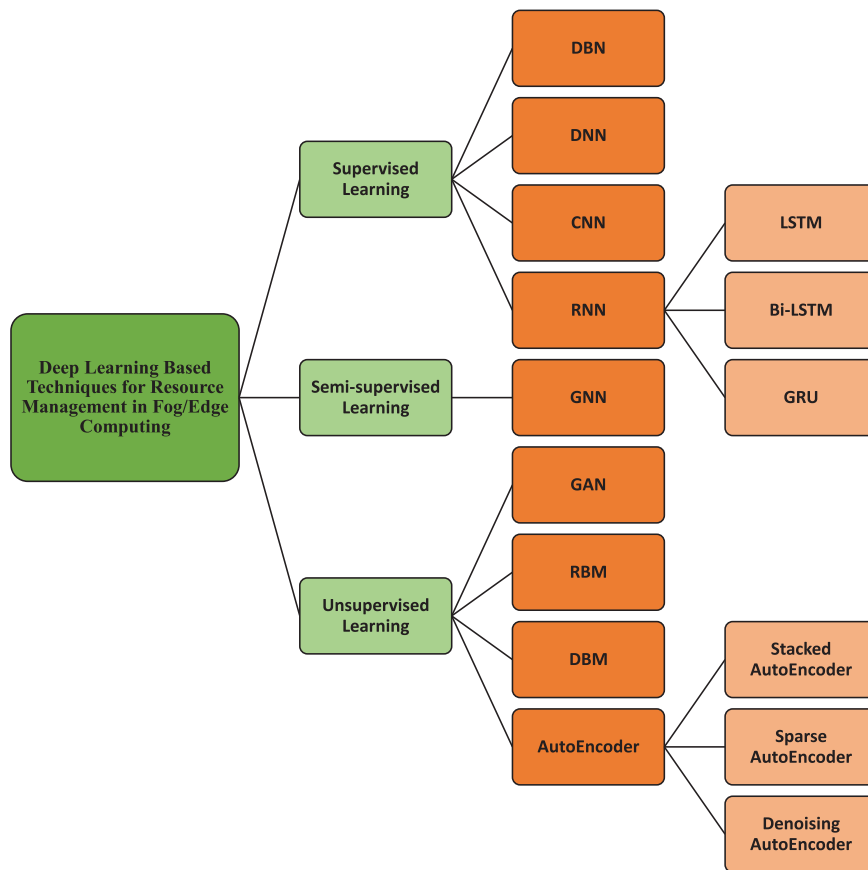 Deep Learning Based
Techniques for Resource
Management in Fog/Edge
Computing
Supervised
Learning
Semi-supervised
Learning
Unsupervised
Learning
DBN
DNN
CNN
RNN
GNN
GAN
RBM
DBM
AutoEncoder
LSTM
Bi-LSTM
GRU
Stacked
AutoEncoder
Sparse
AutoEncoder
Denoising
AutoEncoder